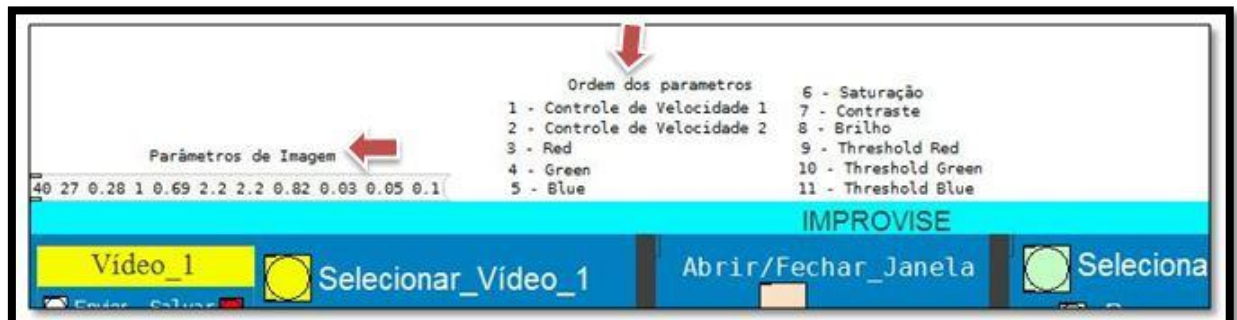 Ordem dos parametros
1 - Controle de Velocidade 1
2 - Controle de Velocidade 2
3 - Red
4 - Green
5 - Blue
6 - Saturação
7 - Contraste
8 - Brilho
9 - Threshold Red
10 - Threshold Green
11 - Threshold Blue
Parâmetros de Imagem
40 27 0.28 1 0.69 2.2 2.2 0.82 0.03 0.05 0.1
IMPROVISE
Vídeo_1
Selecionar_Vídeo_1
Abrir/Fechar_Janela
Seleciona
Enviar Salvar